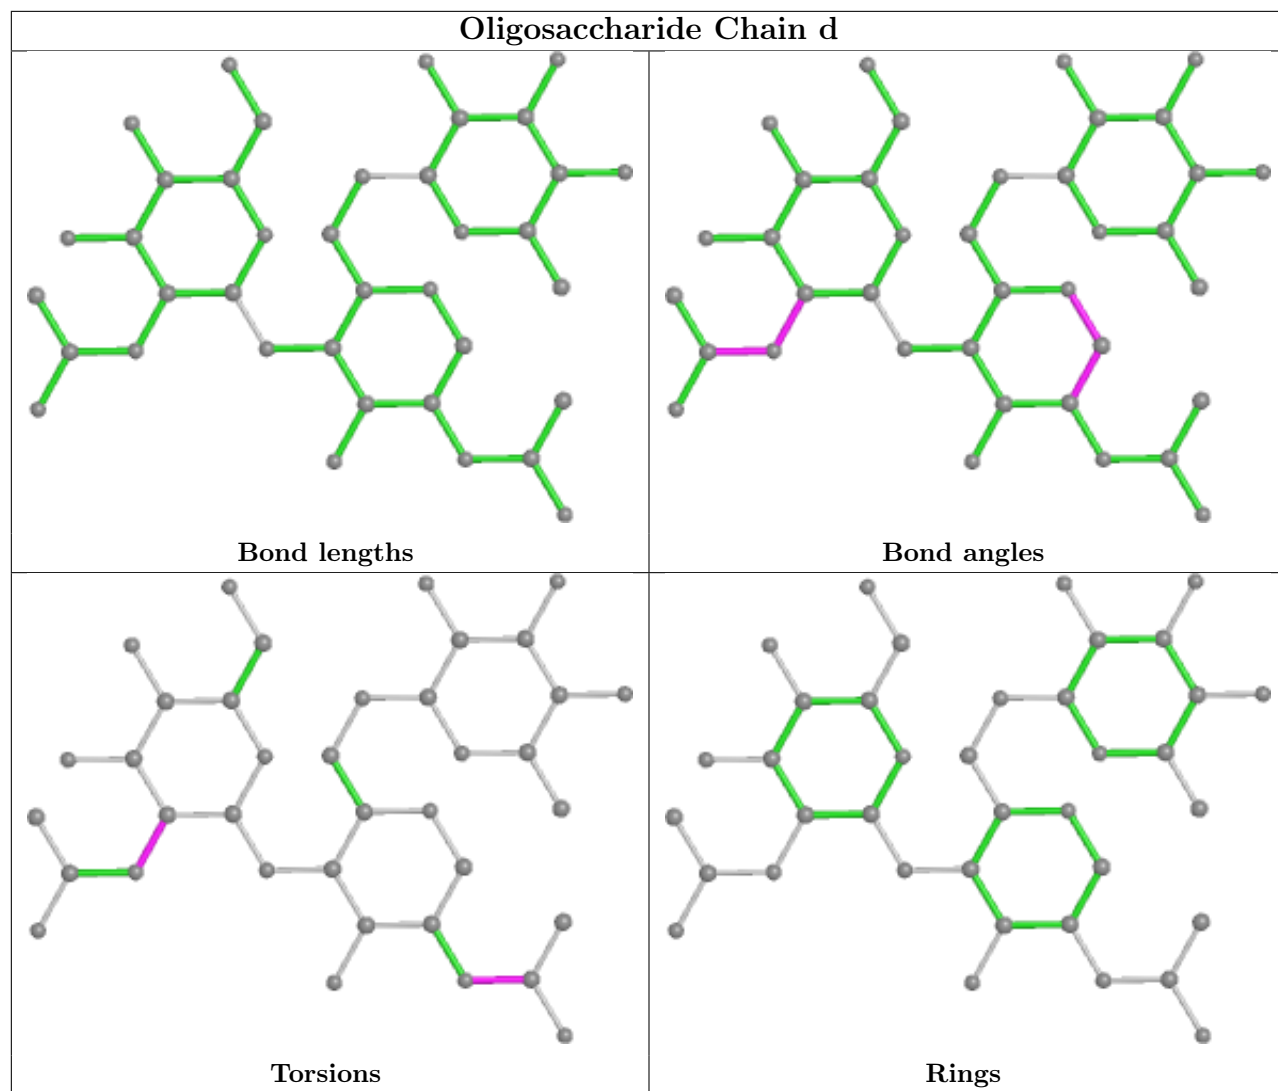 Oligosaccharide Chain d
Bond lengths
Bond angles
Torsions
Rings